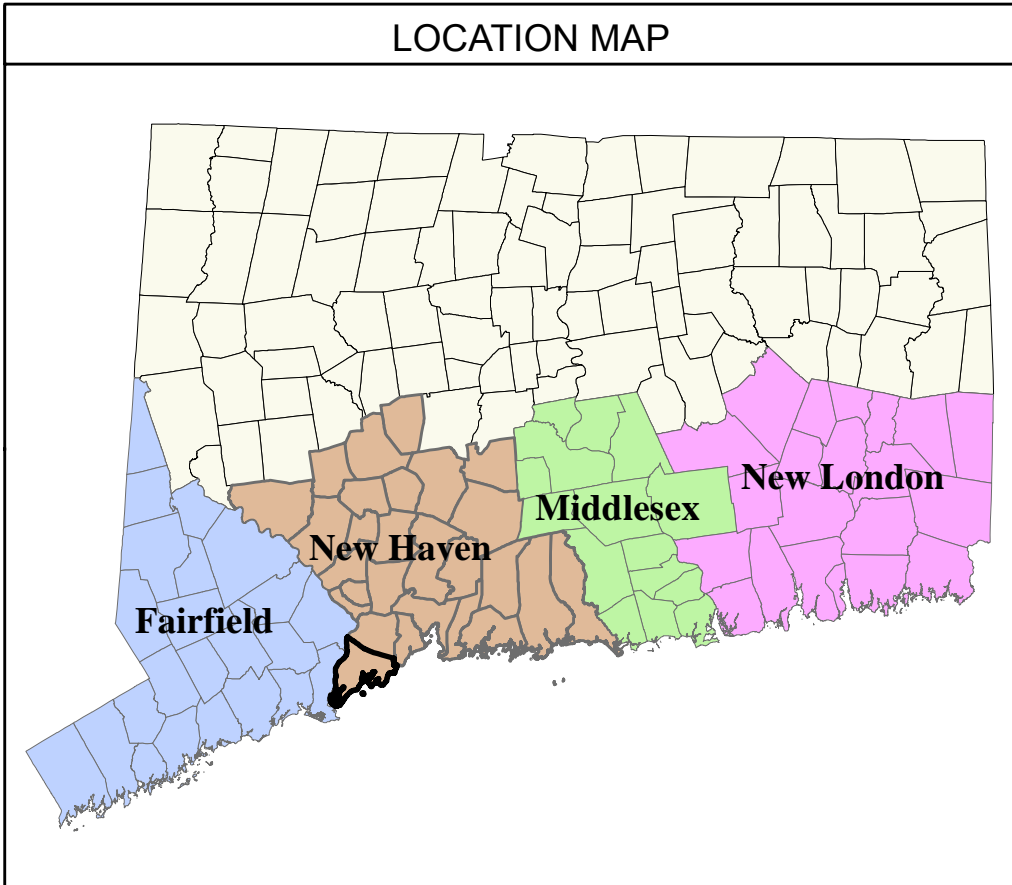 LOCATION MAP
New London
Middlesex
New Haven
Fairfield